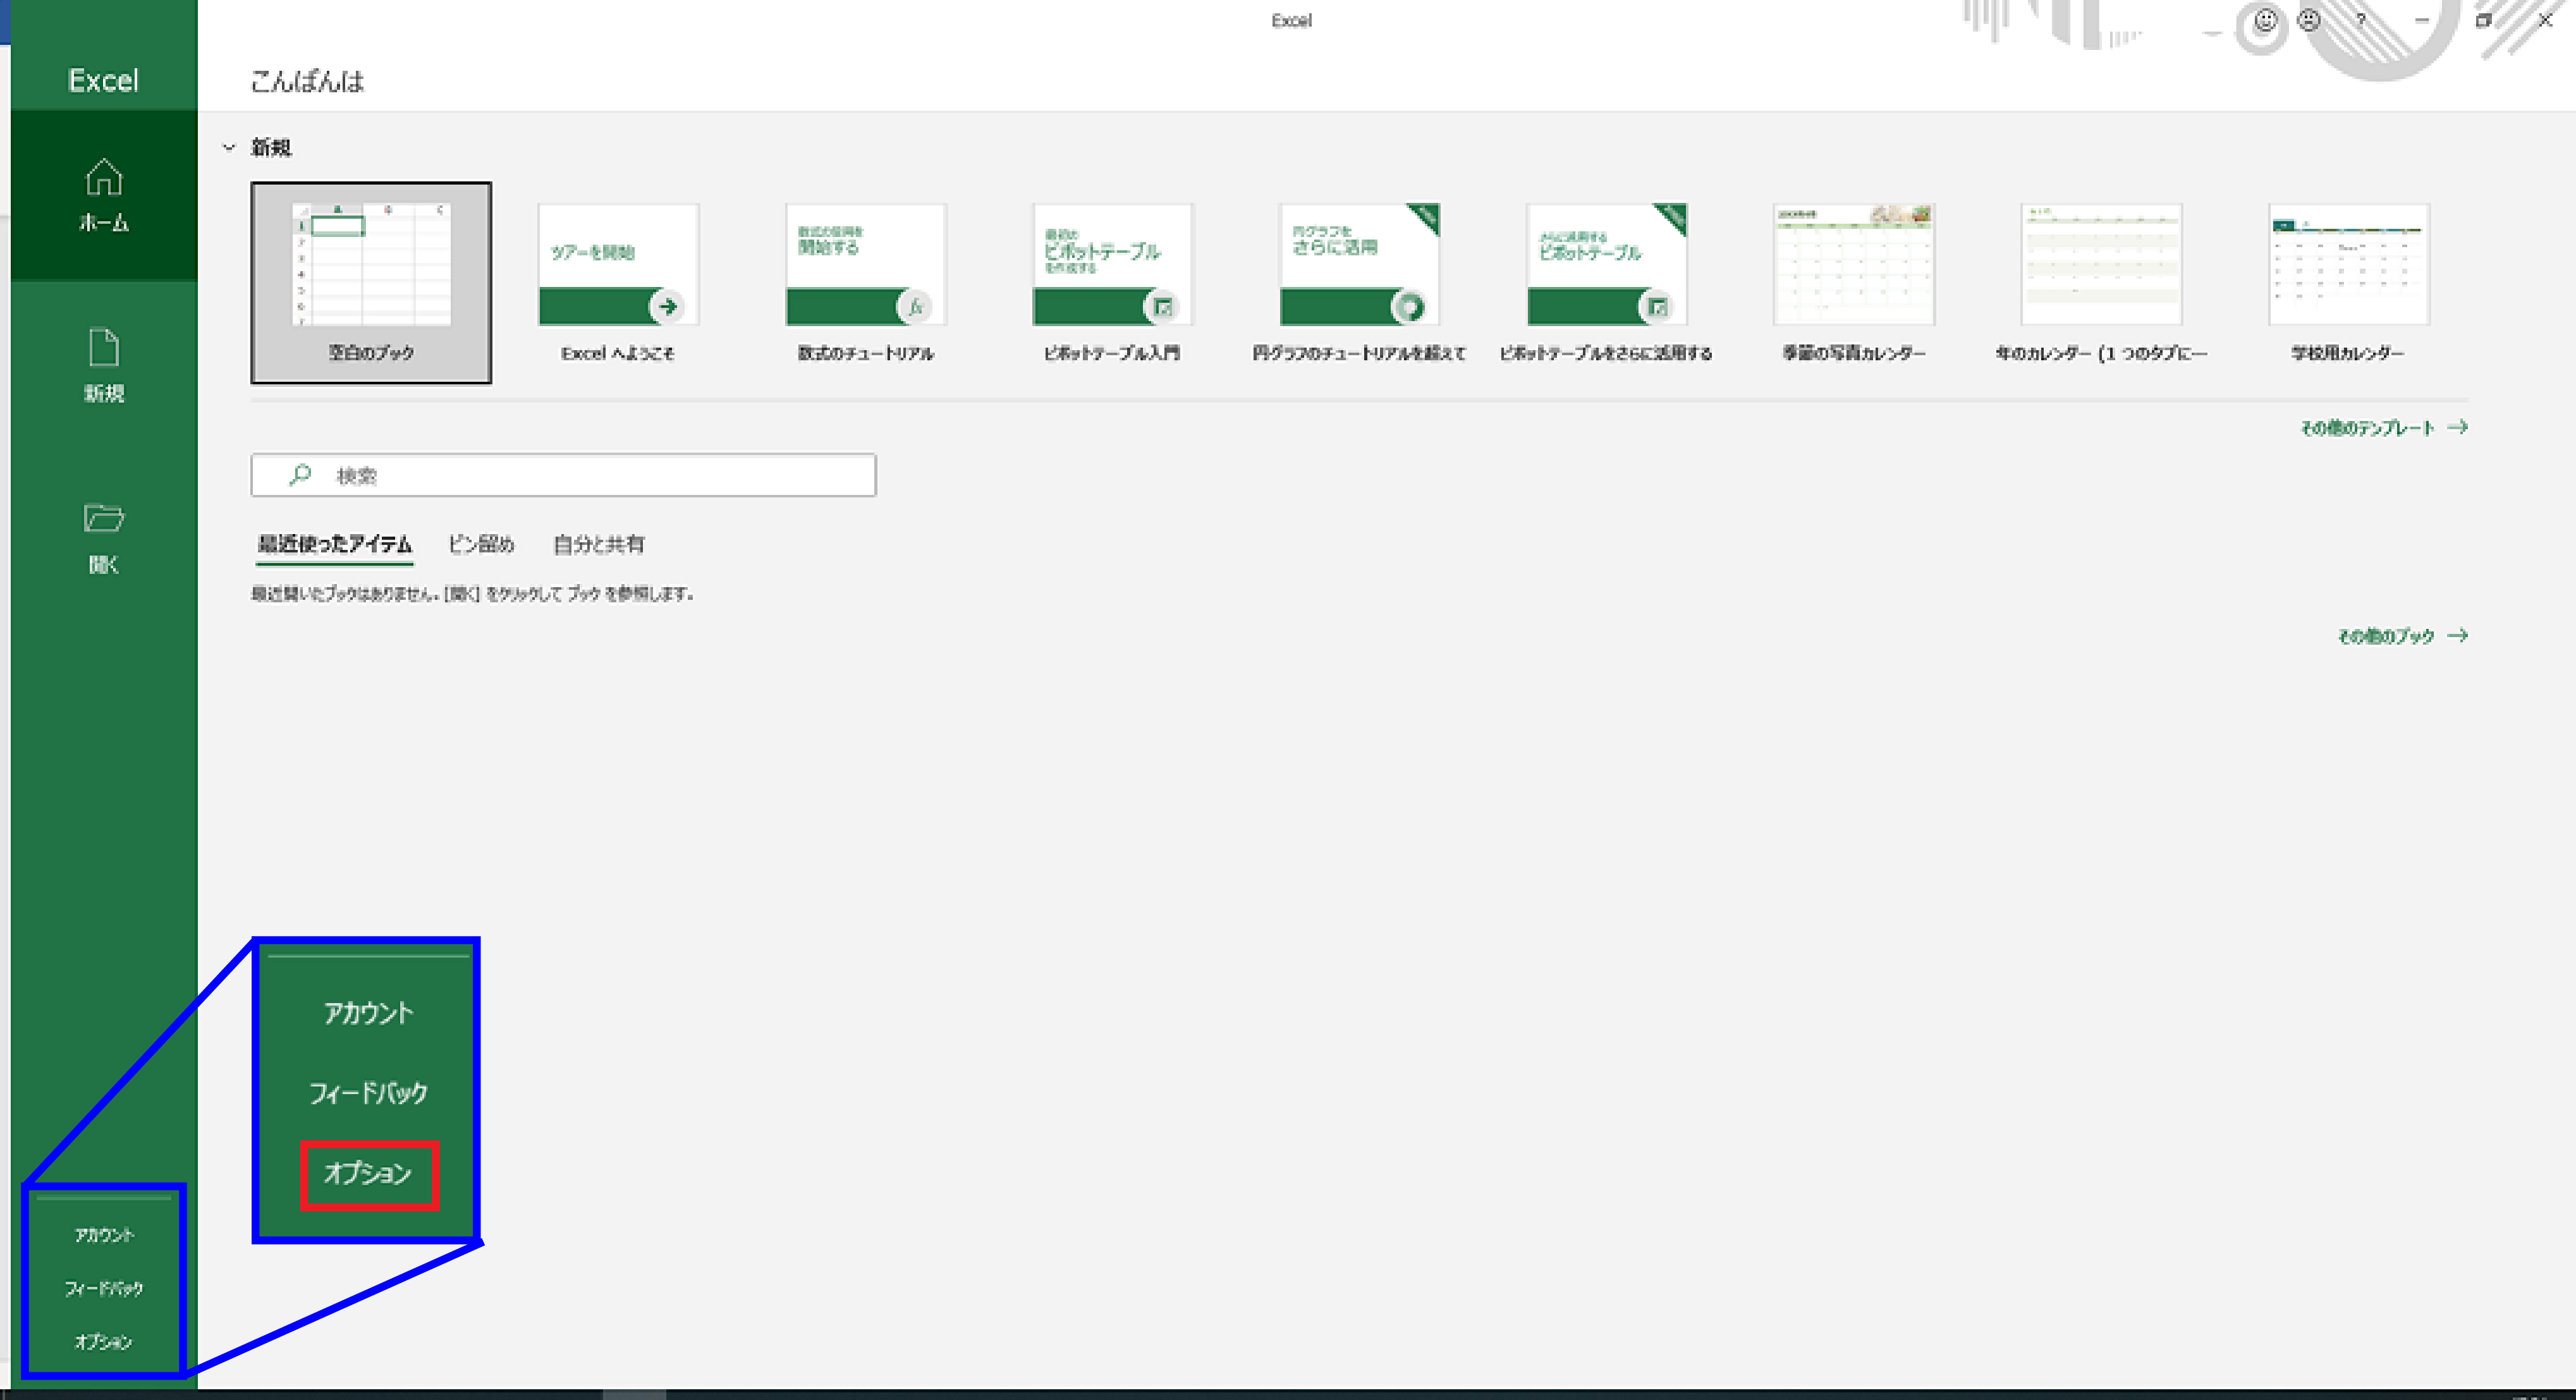 Excel
?
Excel
こんばんは
ホーム
新規
開く
新規
A B C
1
2
3
4
5
6
7
ツアーを開始
数式の使用を
開始する
fx
最初の
ピボットテーブル
を作成する
円グラフを
さらに活用
さらに活用する
ピボットテーブル
空白のブック
Excel へようこそ
数式のチュートリアル
ピボットテーブル入門
円グラフのチュートリアルを超えて
ピボットテーブルをさらに活用する
季節の写真カレンダー
年のカレンダー (1 つのタブに…
学校用カレンダー
その他のテンプレート →
検索
最近使ったアイテム ピン留め 自分と共有
最近開いたブックはありません。[開く] をクリックして ブック を参照します。
その他のブック →
アカウント
フィードバック
オプション
アカウント
フィードバック
オプション